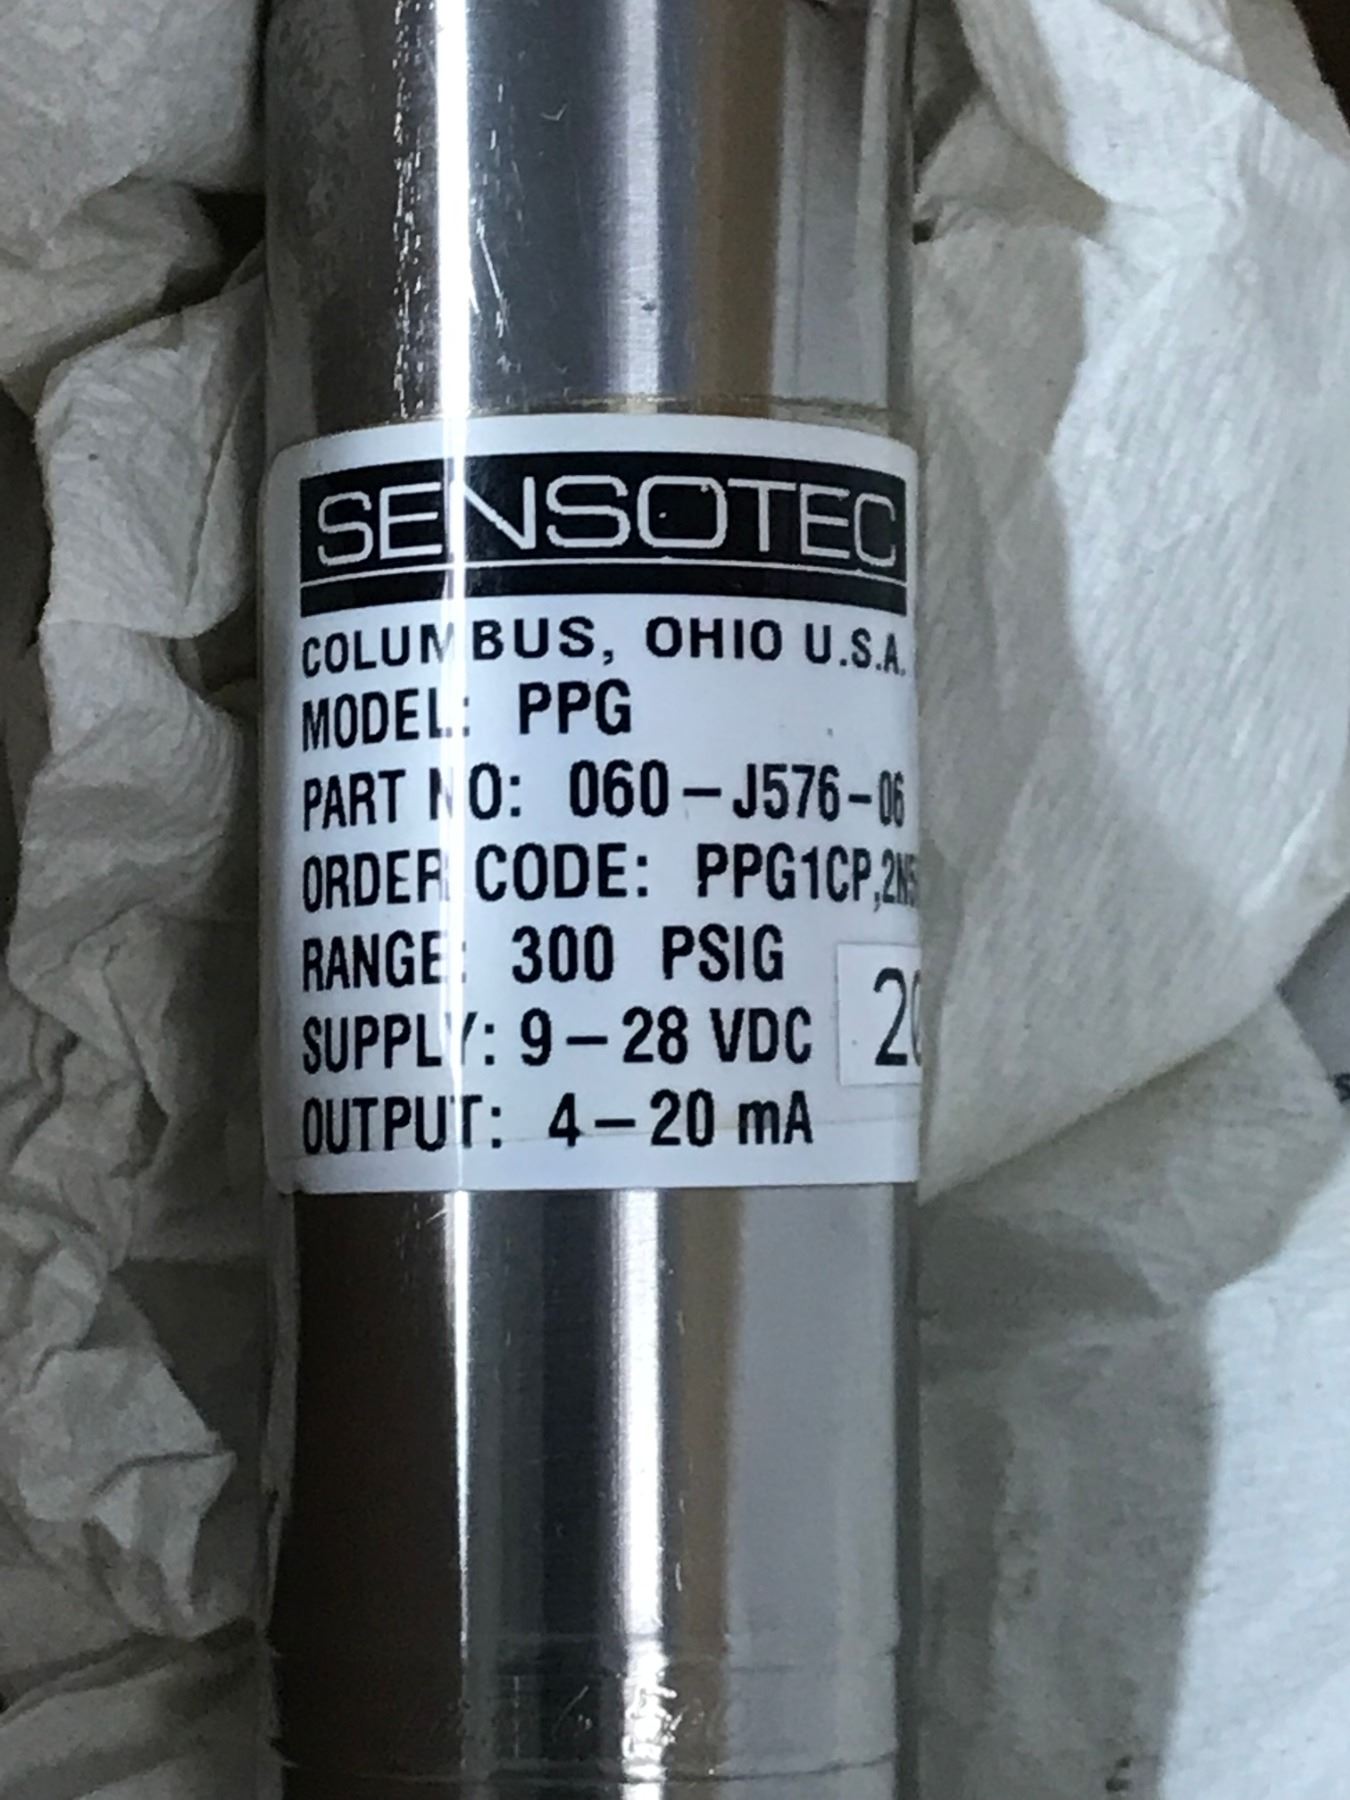 SENSOTEC
COLUMBUS, OHIO U.S.A.
MODEL: PPG
PART NO: 060-J576-06
ORDER CODE: PPG1CP,2N5
RANGE: 300 PSIG
SUPPLY: 9-28 VDC
OUTPUT: 4-20 mA